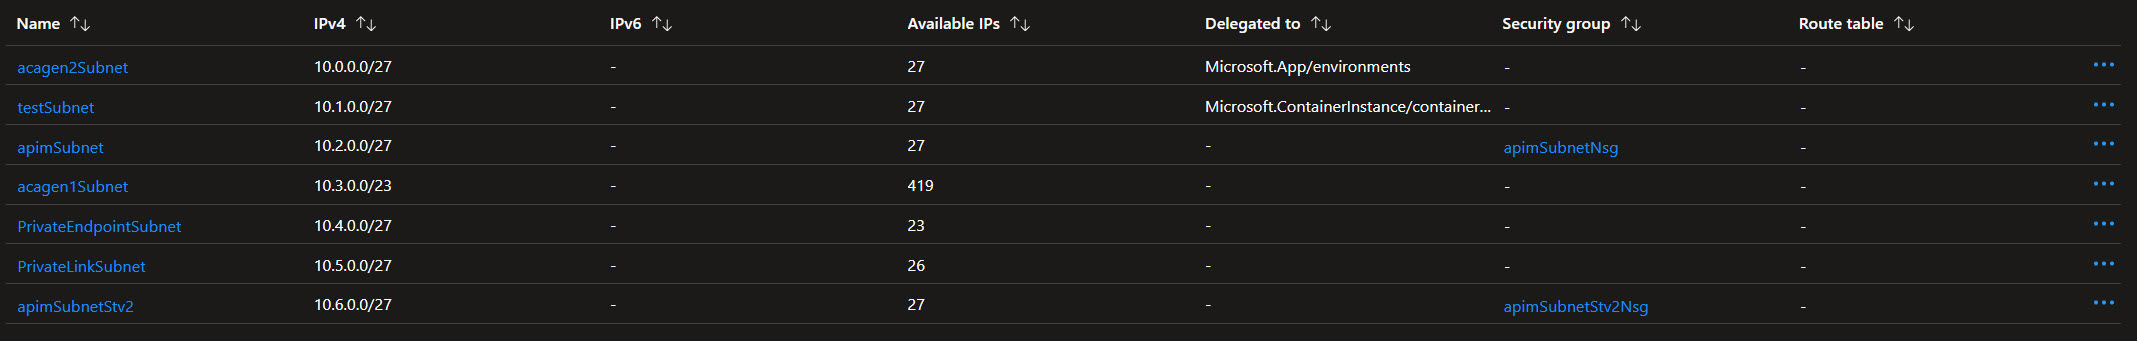 Name ↑↓ IPv4 ↑↓ IPv6 ↑↓ Available IPs ↑↓ Delegated to ↑↓ Security group ↑↓ Route table ↑↓
acagen2Subnet 10.0.0.0/27 - 27 Microsoft.App/environments - - ...
testSubnet 10.1.0.0/27 - 27 Microsoft.ContainerInstance/container... - - ...
apimSubnet 10.2.0.0/27 - 27 - apimSubnetNsg - ...
acagen1Subnet 10.3.0.0/23 - 419 - - - ...
PrivateEndpointSubnet 10.4.0.0/27 - 23 - - - ...
PrivateLinkSubnet 10.5.0.0/27 - 26 - - - ...
apimSubnetStv2 10.6.0.0/27 - 27 - apimSubnetStv2Nsg - ...